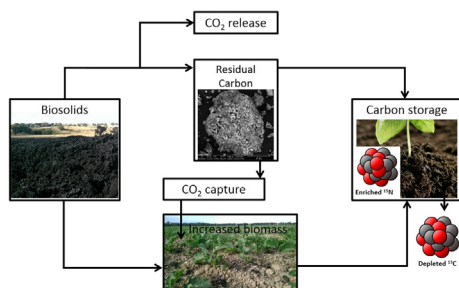 CO₂ release
Residual
Carbon
Biosolids
Carbon storage
Enriched ¹⁵N
CO₂ capture
Increased biomass
Depleted ¹³C